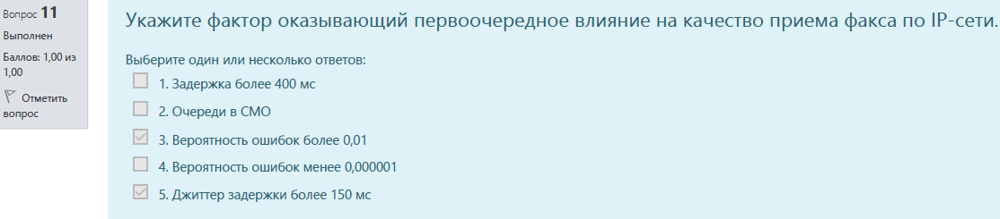 Вопрос 11
Выполнен
Баллов: 1,00 из
1,00
Отметить
вопрос
Укажите фактор оказывающий первоочередное влияние на качество приема факса по IP-сети.
Выберите один или несколько ответов:
1. Задержка более 400 мс
2. Очереди в СМО
3. Вероятность ошибок более 0,01
4. Вероятность ошибок менее 0,000001
5. Джиттер задержки более 150 мс